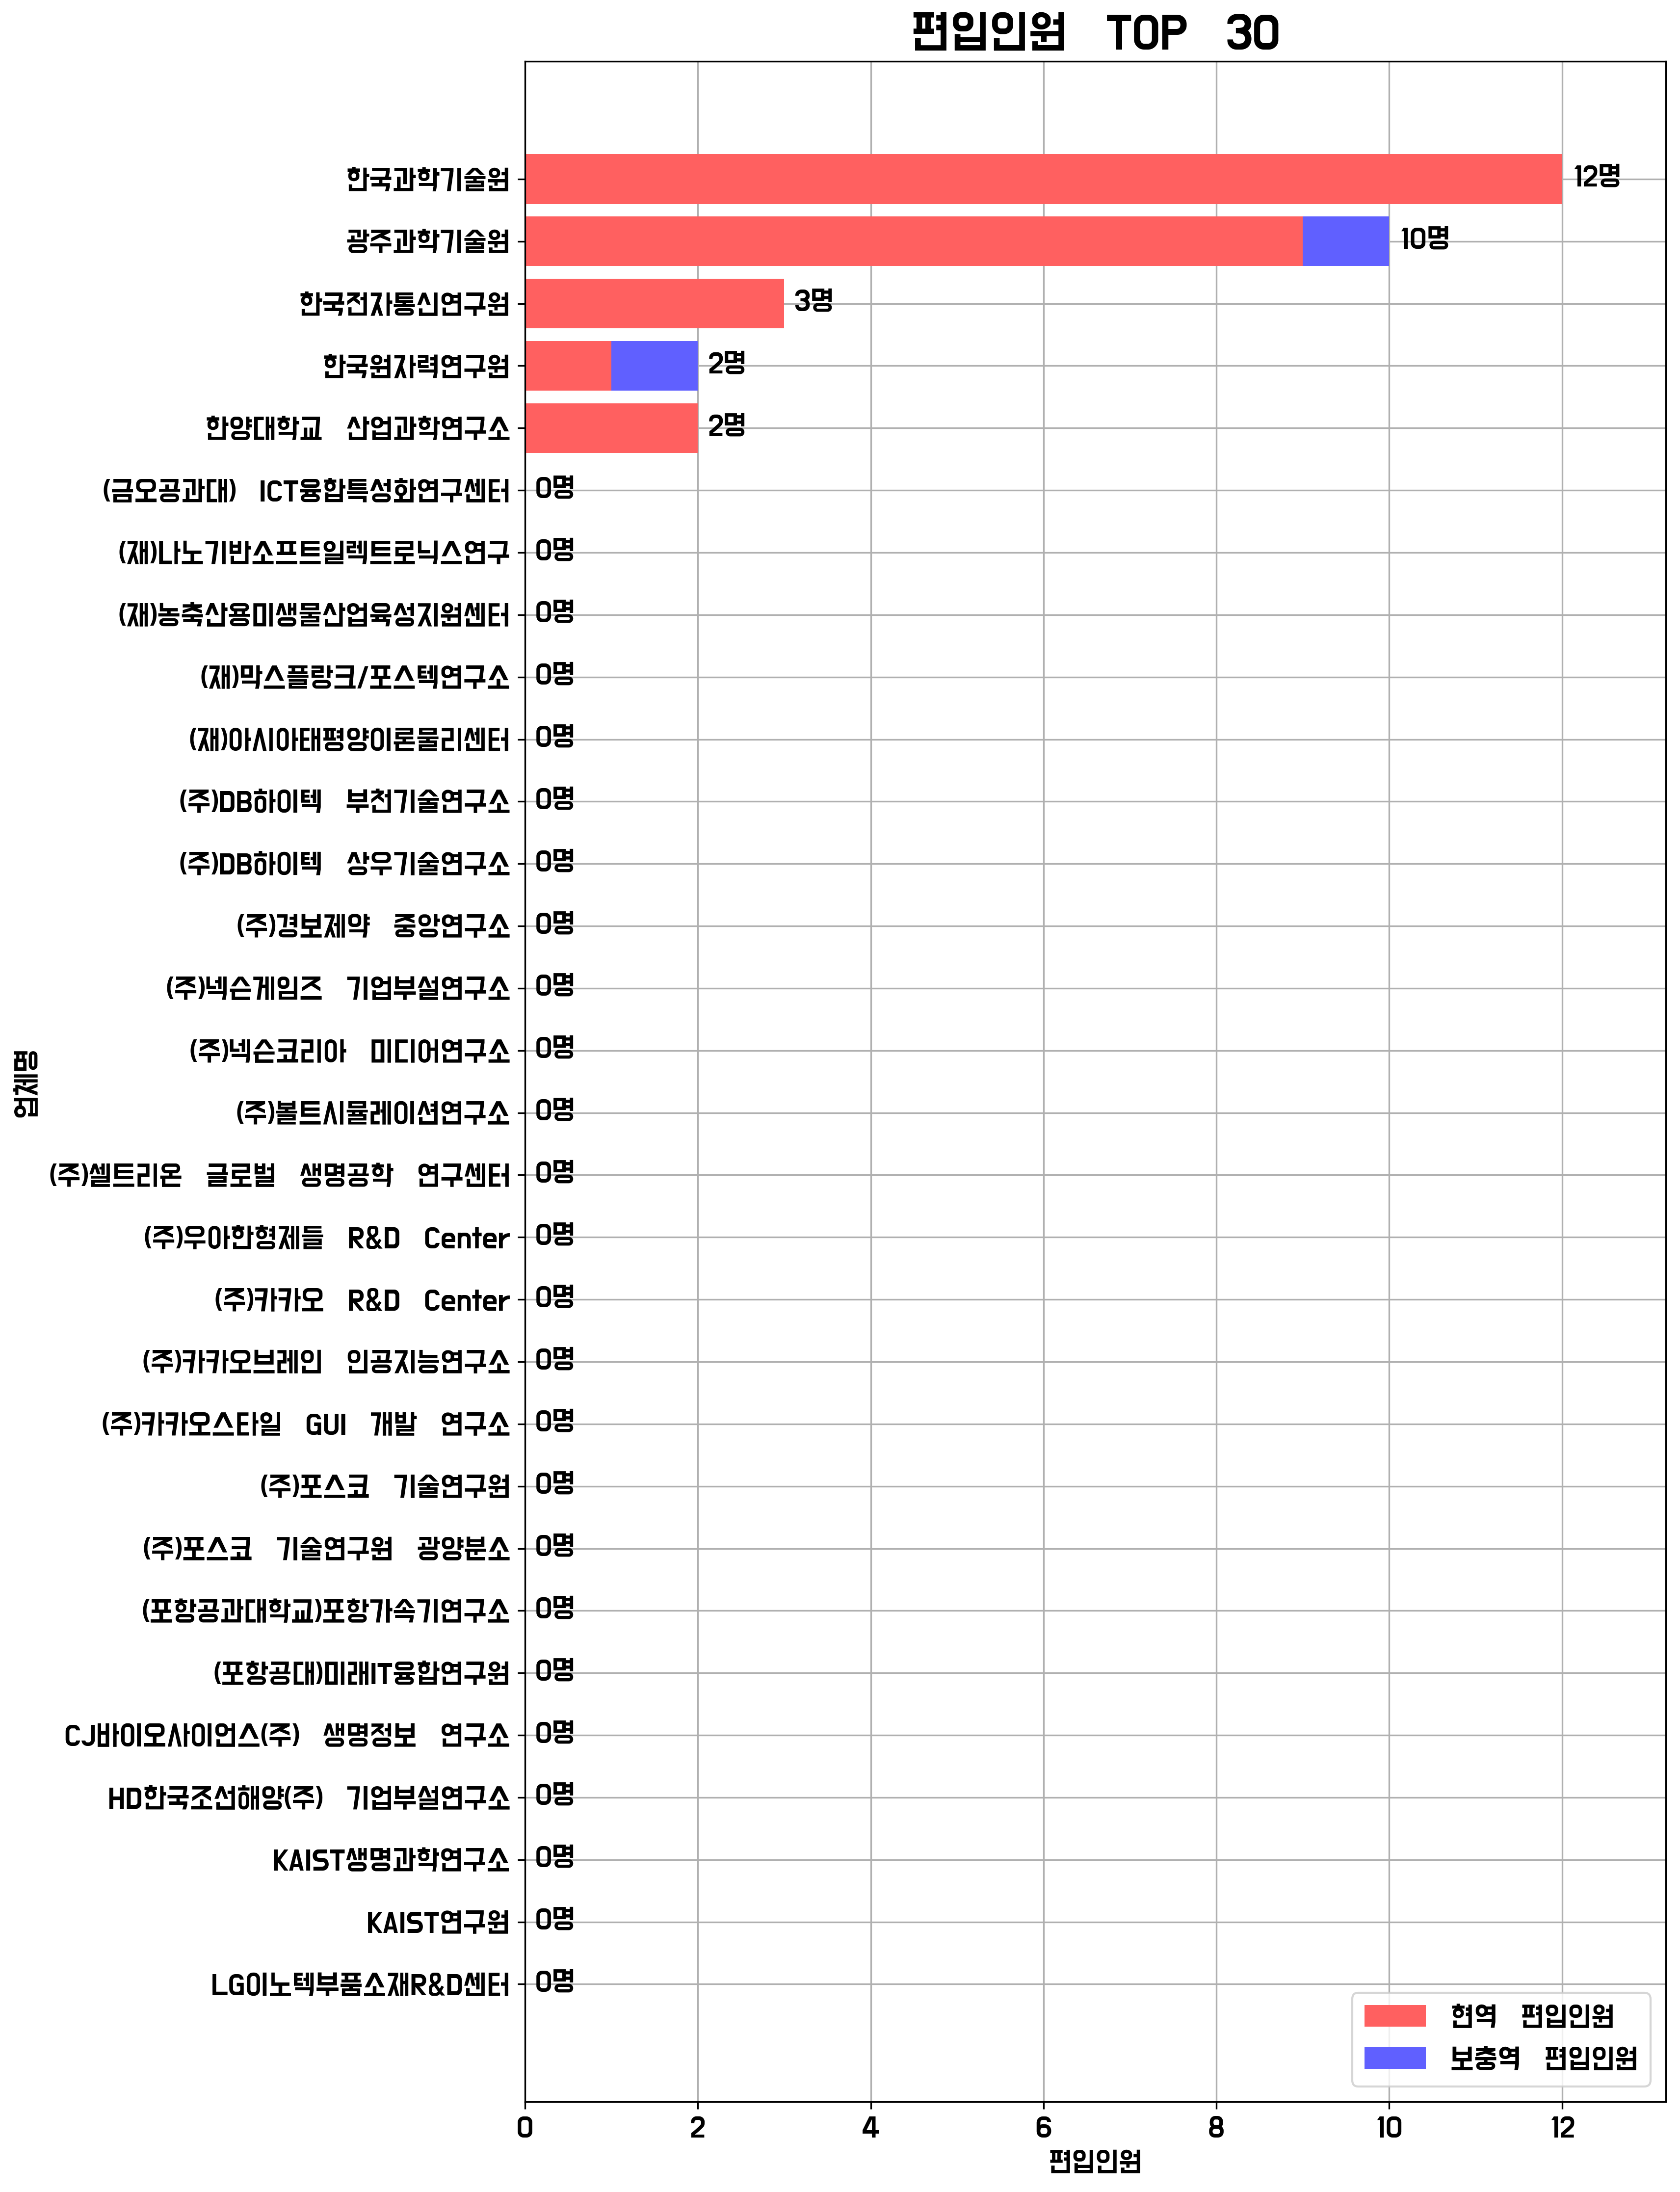 편입인원 TOP 30
한국과학기술원 12명
광주과학기술원 10명
한국전자통신연구원 3명
한국원자력연구원 2명
한양대학교 산업과학연구소 2명
(금오공과대) ICT융합특성화연구센터 0명
(재)나노기반소프트일렉트로닉스연구 0명
(재)농축산용미생물산업육성지원센터 0명
(재)막스플랑크/포스텍연구소 0명
(재)아시아태평양이론물리센터 0명
(주)DB하이텍 부천기술연구소 0명
(주)DB하이텍 상우기술연구소 0명
(주)경보제약 중앙연구소 0명
(주)넥슨게임즈 기업부설연구소 0명
(주)넥슨코리아 미디어연구소 0명
(주)볼트시뮬레이션연구소 0명
(주)셀트리온 글로벌 생명공학 연구센터 0명
(주)우아한형제들 R&D Center 0명
(주)카카오 R&D Center 0명
(주)카카오브레인 인공지능연구소 0명
(주)카카오스타일 GUI 개발 연구소 0명
(주)포스코 기술연구원 0명
(주)포스코 기술연구원 광양분소 0명
(포항공과대학교)포항가속기연구소 0명
(포항공대)미래IT융합연구원 0명
CJ바이오사이언스(주) 생명정보 연구소 0명
HD한국조선해양(주) 기업부설연구소 0명
KAIST생명과학연구소 0명
KAIST연구원 0명
LG이노텍부품소재R&D센터 0명
업체명
현역 편입인원
보충역 편입인원
0 2 4 6 8 10 12
편입인원